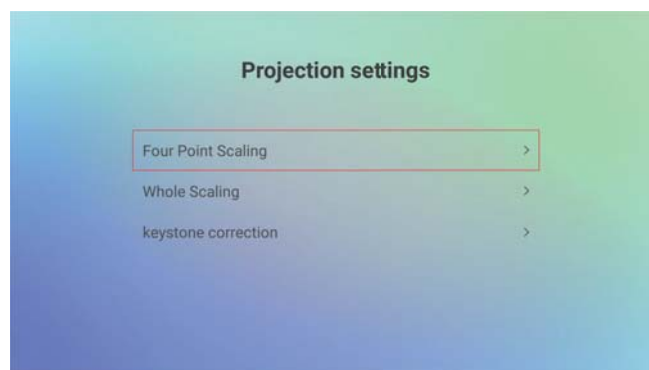 Projection settings
Four Point Scaling
Whole Scaling
keystone correction